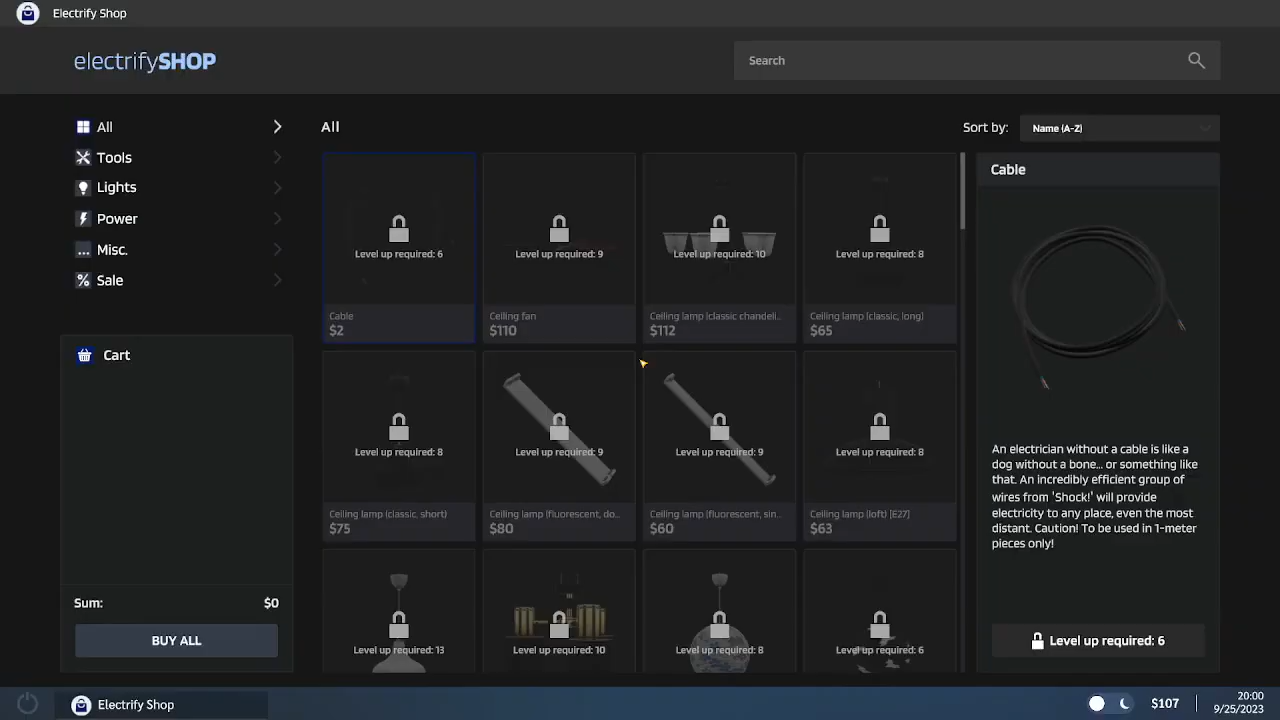 Electrify Shop
electrifySHOP
Search
All
Tools
Lights
Power
Misc.
Sale
Cart
Sum: $0
BUY ALL
All
Sort by: Name (A-Z)
Level up required: 6
Cable
$2
Level up required: 9
Ceiling fan
$110
Level up required: 10
Ceiling lamp (classic chandeli...
$112
Level up required: 8
Ceiling lamp (classic, long)
$65
Level up required: 8
Ceiling lamp (classic, short)
$75
Level up required: 9
Ceiling lamp (fluorescent, do...
$80
Level up required: 9
Ceiling lamp (fluorescent, sin...
$60
Level up required: 8
Ceiling lamp (loft) [E27]
$63
Level up required: 13
Level up required: 10
Level up required: 8
Level up required: 6
Cable
An electrician without a cable is like a
dog without a bone... or something like
that. An incredibly efficient group of
wires from 'Shock!' will provide
electricity to any place, even the most
distant. Caution! To be used in 1-meter
pieces only!
Level up required: 6
Electrify Shop
$107
20:00
9/25/2023